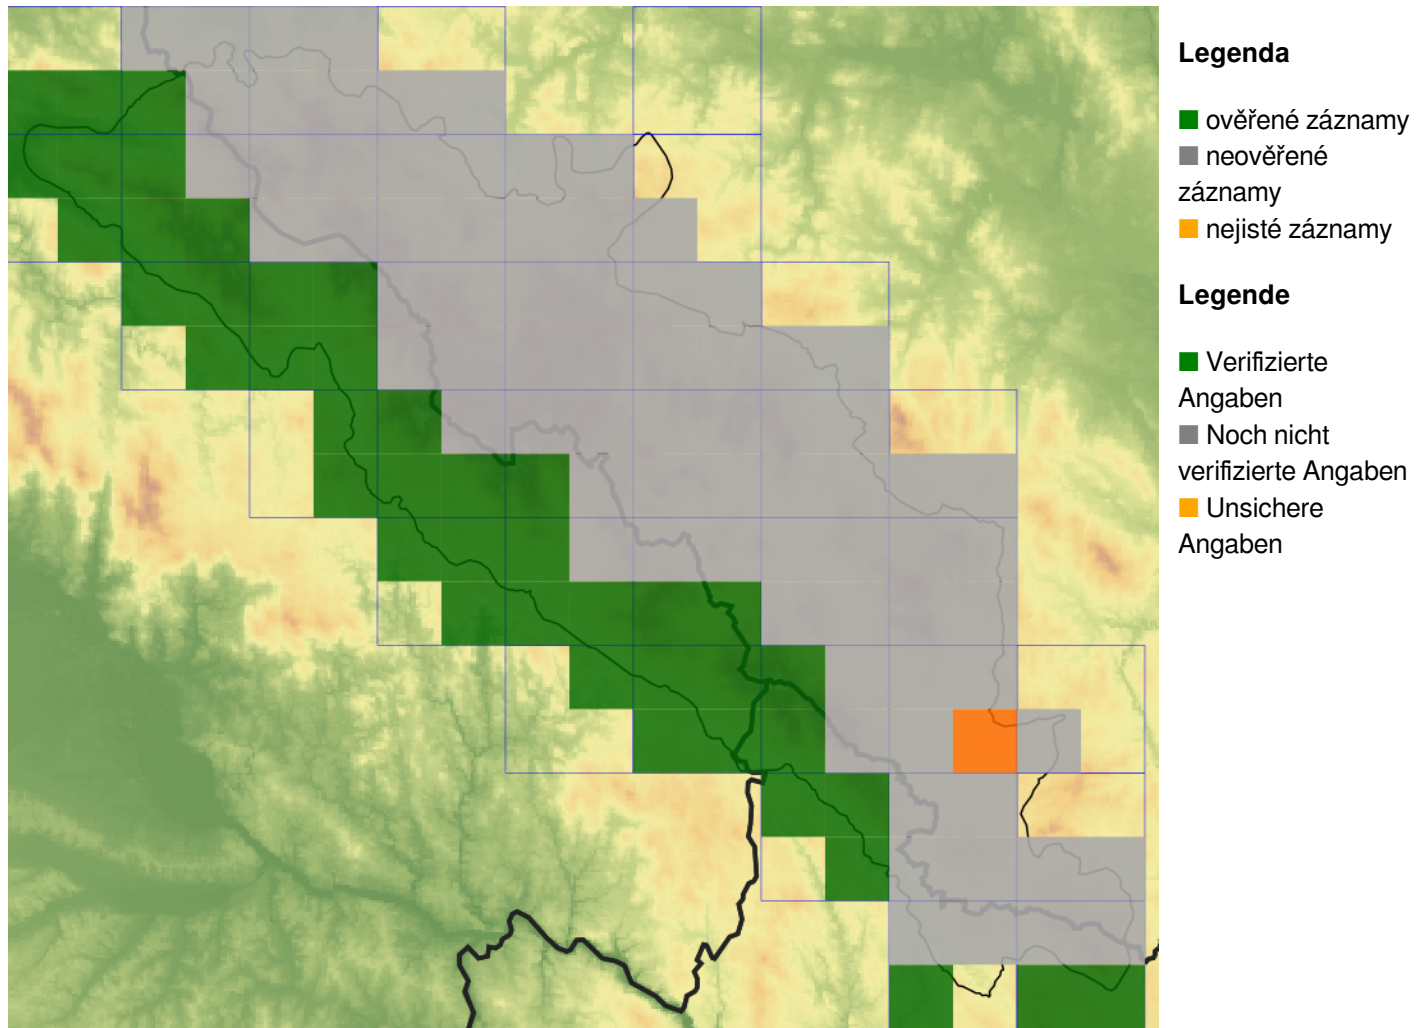 Legenda
ověřené záznamy
neověřené
záznamy
nejisté záznamy
Legende
Verifizierte
Angaben
Noch nicht
verifizierte Angaben
Unsichere
Angaben